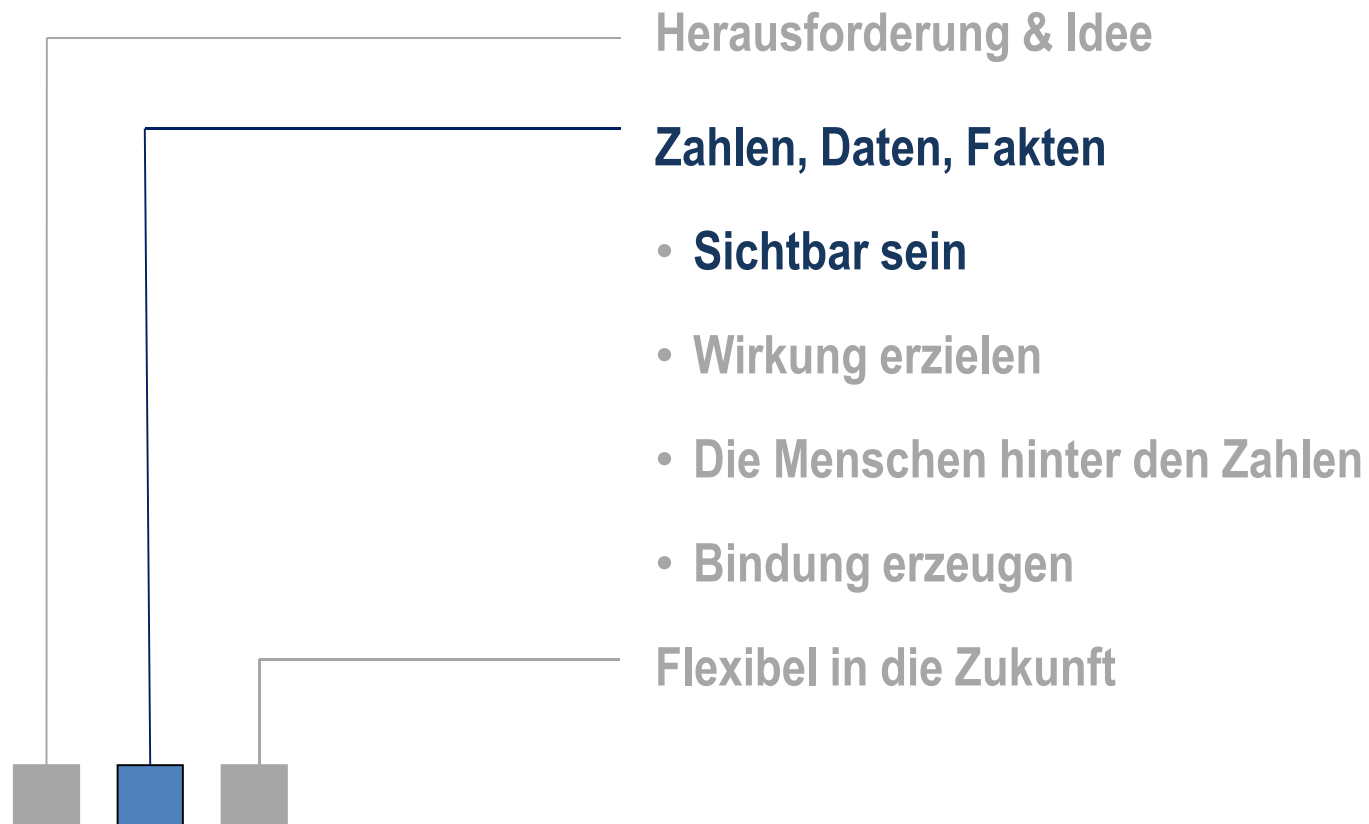 Herausforderung & Idee
Zahlen, Daten, Fakten
• Sichtbar sein
• Wirkung erzielen
• Die Menschen hinter den Zahlen
• Bindung erzeugen
Flexibel in die Zukunft